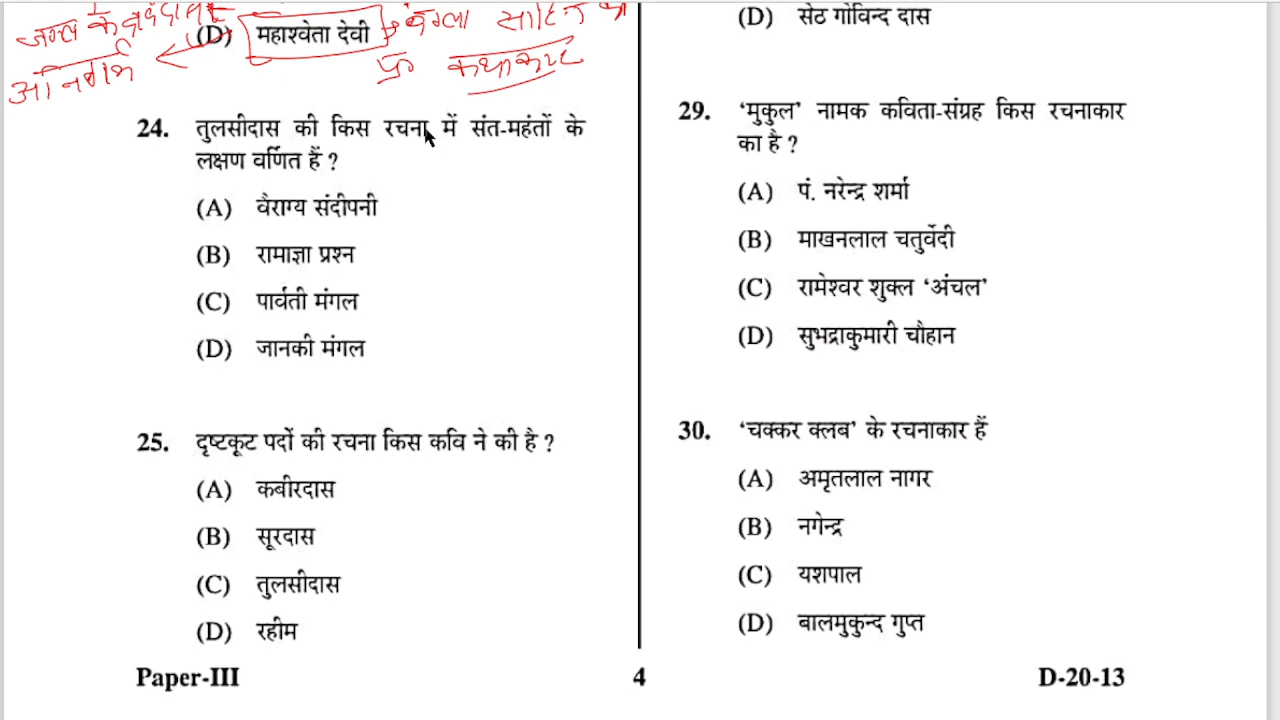 जंगल के
(D) महाश्वेता देवी बंग्ला
कथाकार
24. तुलसीदास की किस रचना में संत-महंतों के
लक्षण वर्णित हैं ?
(A) वैराग्य संदीपनी
(B) रामाज्ञा प्रश्न
(C) पार्वती मंगल
(D) जानकी मंगल
25. दृष्टकूट पदों की रचना किस कवि ने की है ?
(A) कबीरदास
(B) सूरदास
(C) तुलसीदास
(D) रहीम
(D) सेठ गोविन्द दास
29. ‘मुकुल’ नामक कविता-संग्रह किस रचनाकार
का है ?
(A) पं. नरेन्द्र शर्मा
(B) माखनलाल चतुर्वेदी
(C) रामेश्वर शुक्ल ‘अंचल’
(D) सुभद्राकुमारी चौहान
30. ‘चक्कर क्लब’ के रचनाकार हैं
(A) अमृतलाल नागर
(B) नगेन्द्र
(C) यशपाल
(D) बालमुकुन्द गुप्त
Paper-III 4 D-20-13